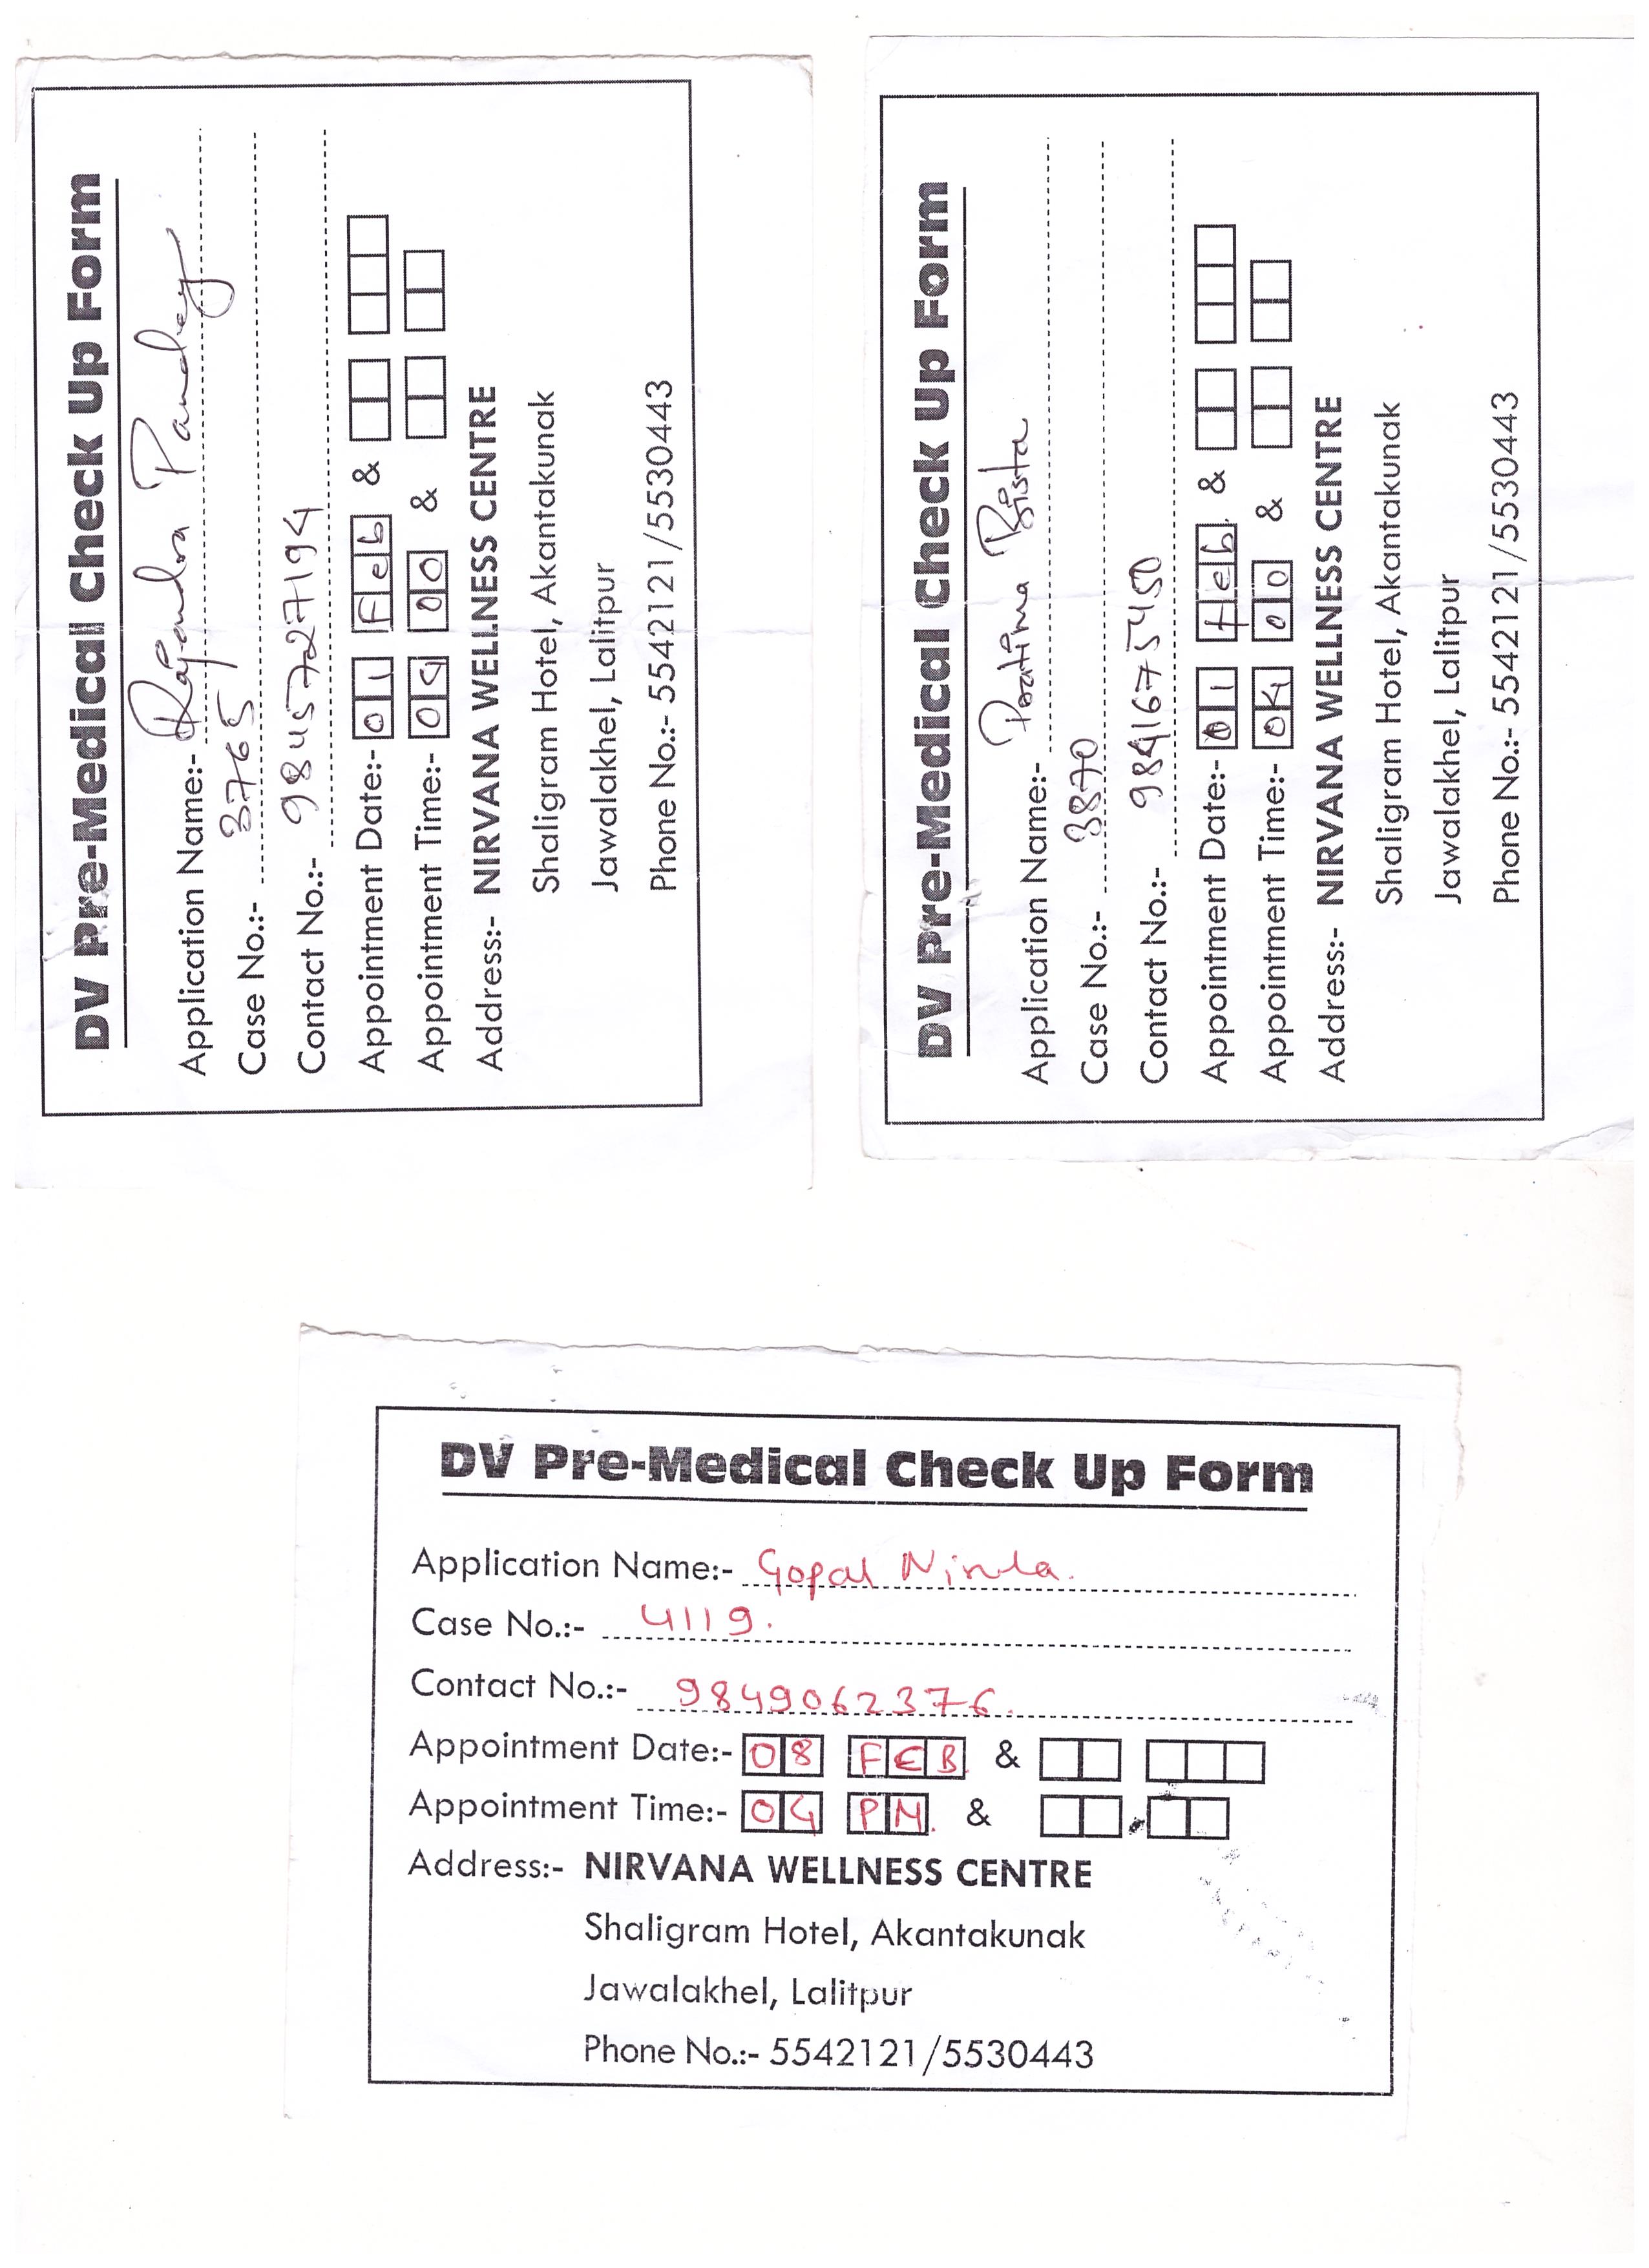 DV Pre-Medical Check Up Form
Application Name:- Rajendra Pandey
Case No.:- 3765
Contact No.:- 9845727194
Appointment Date:- 01 Feb &
Appointment Time:- 04 00 &
Address:- NIRVANA WELLNESS CENTRE
Shaligram Hotel, Akantakunak
Jawalakhel, Lalitpur
Phone No.:- 5542121/5530443
DV Pre-Medical Check Up Form
Application Name:- Pratima Bista
Case No.:- 3870
Contact No.:- 9841675450
Appointment Date:- 01 feb &
Appointment Time:- 04 00 &
Address:- NIRVANA WELLNESS CENTRE
Shaligram Hotel, Akantakunak
Jawalakhel, Lalitpur
Phone No.:- 5542121/5530443
DV Pre-Medical Check Up Form
Application Name:- Gopal
Case No.:- 4119.
Contact No.:- 9849062376.
Appointment Date:- 08 FEB &
Appointment Time:- 04 PM. &
Address:- NIRVANA WELLNESS CENTRE
Shaligram Hotel, Akantakunak
Jawalakhel, Lalitpur
Phone No.:- 5542121/5530443